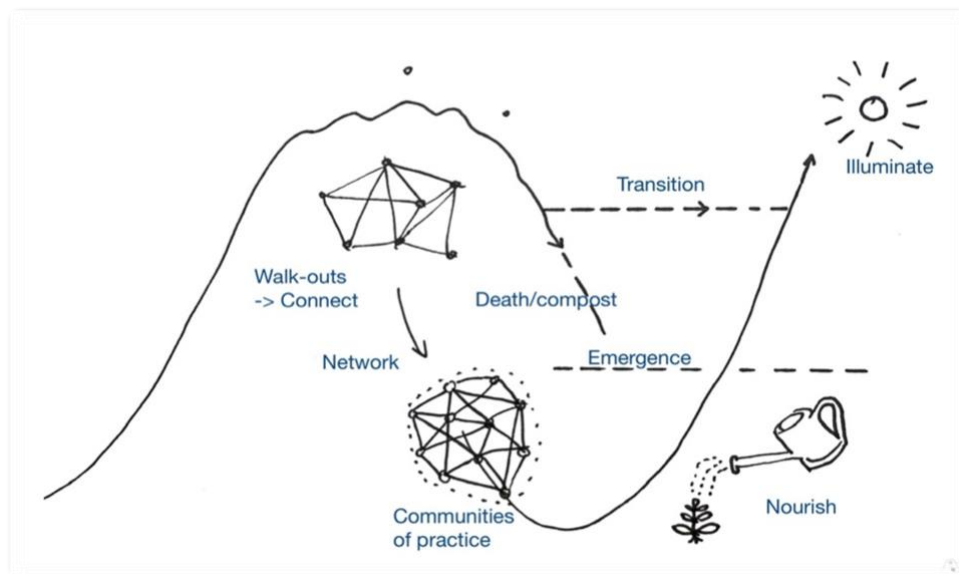 Illuminate
Transition
Walk-outs
-> Connect
Death/compost
Network
Emergence
Nourish
Communities
of practice